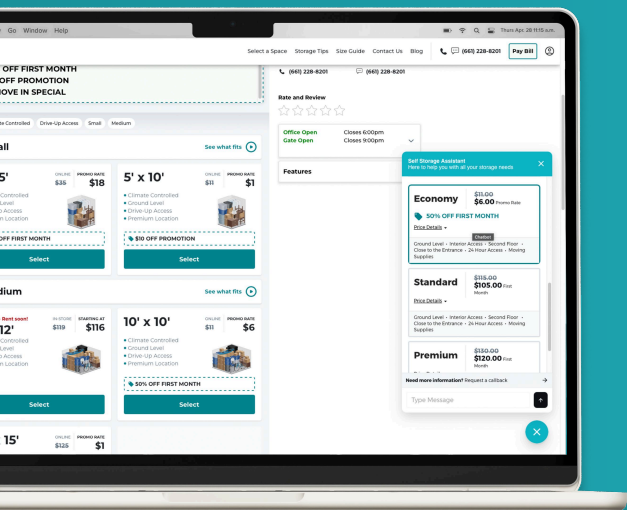 Go Window Help
Thurs Apr. 28 11:15 a.m.
Select a Space Storage Tips Size Guide Contact Us Blog (661) 228-8201 Pay Bill
OFF FIRST MONTH
OFF PROMOTION
MOVE IN SPECIAL
(661) 228-8201 (661) 228-8201
Rate and Review
Office Open Closes 6:00pm
Gate Open Closes 9:00pm
Features
Controlled Drive-Up Access Small Medium
all See what fits
5'
ONLINE PROMO RATE
$35 $18
Controlled
Level
Access
Location
OFF FIRST MONTH
Select
5' x 10'
ONLINE PROMO RATE
$11 $1
Climate Controlled
Ground Level
Drive-Up Access
Premium Location
$10 OFF PROMOTION
Select
dium See what fits
Rent soon!
12'
IN STORE STARTING AT
$119 $116
Controlled
Level
Access
Location
Select
10' x 10'
ONLINE PROMO RATE
$11 $6
Climate Controlled
Ground Level
Drive-Up Access
Premium Location
50% OFF FIRST MONTH
Select
15'
ONLINE PROMO RATE
$125 $1
Self Storage Assistant
Here to help you with all your storage needs
Economy
$11.00
$6.00 Promo Rate
50% OFF FIRST MONTH
Price Details
Chatbot
Ground Level • Interior Access • Second Floor •
Close to the Entrance • 24 Hour Access • Moving
Supplies
Standard
$115.00
$105.00 First
Month
Price Details
Ground Level • Interior Access • Second Floor •
Close to the Entrance • 24 Hour Access • Moving
Supplies
Premium
$130.00
$120.00 First
Month
Need more information? Request a callback
Type Message